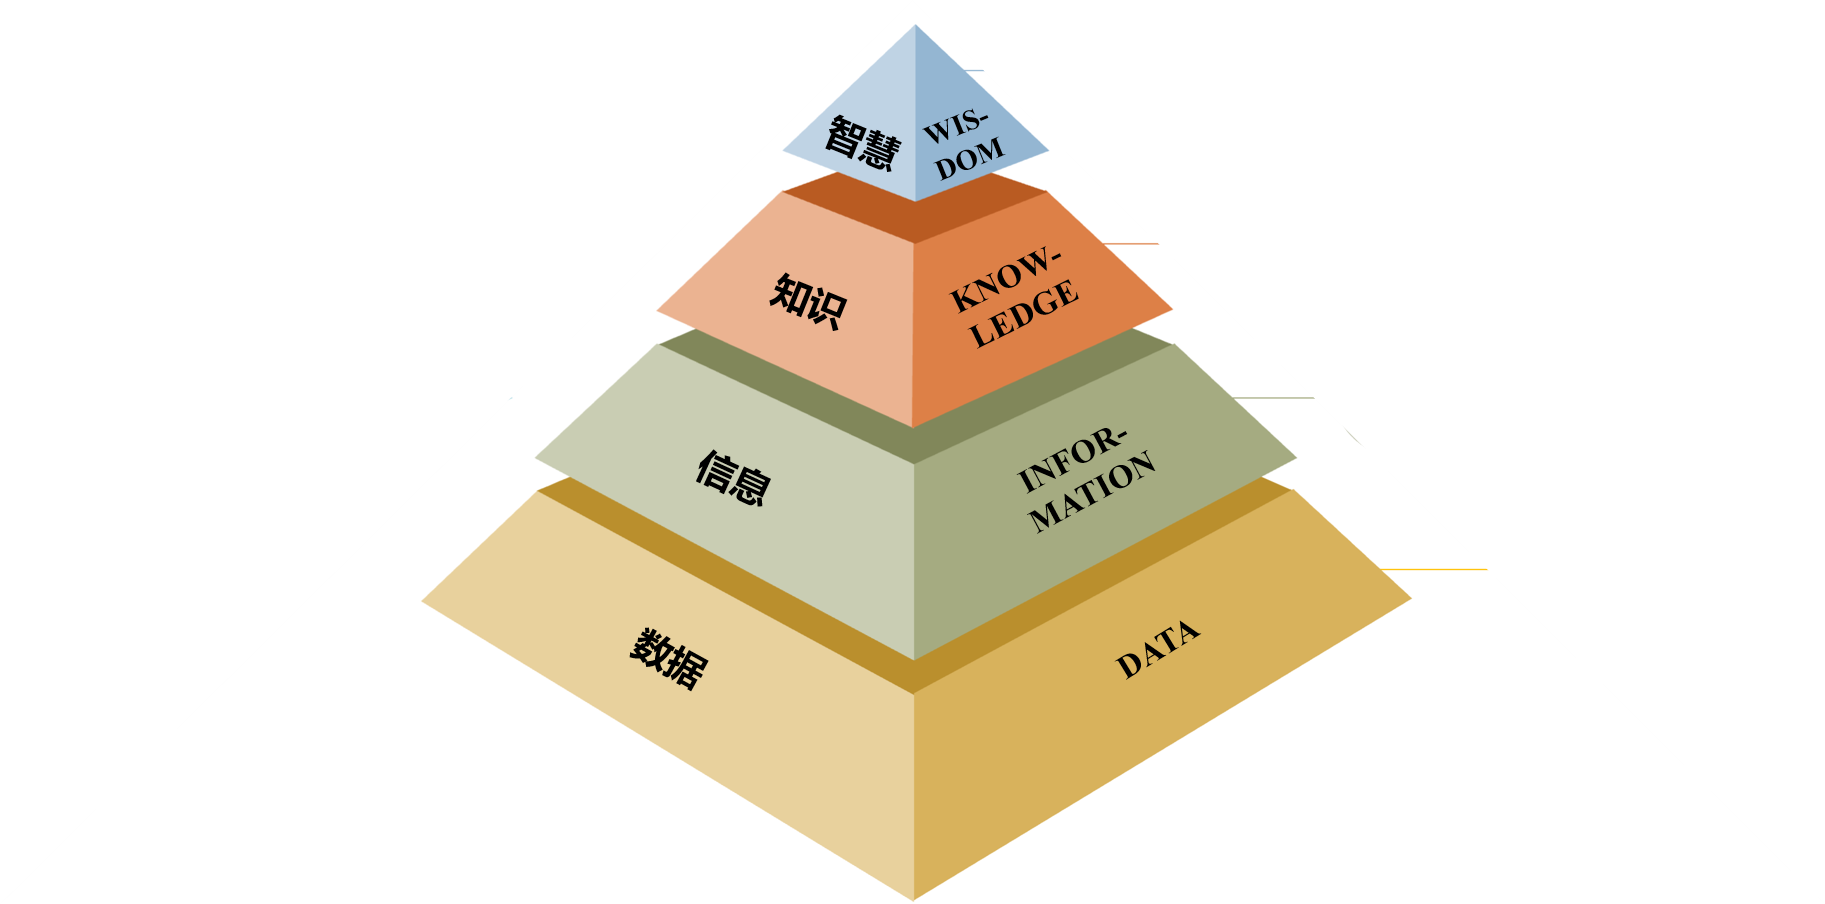 智慧
WIS-
DOM
知识
KNOW-
LEDGE
信息
INFOR-
MATION
数据
DATA